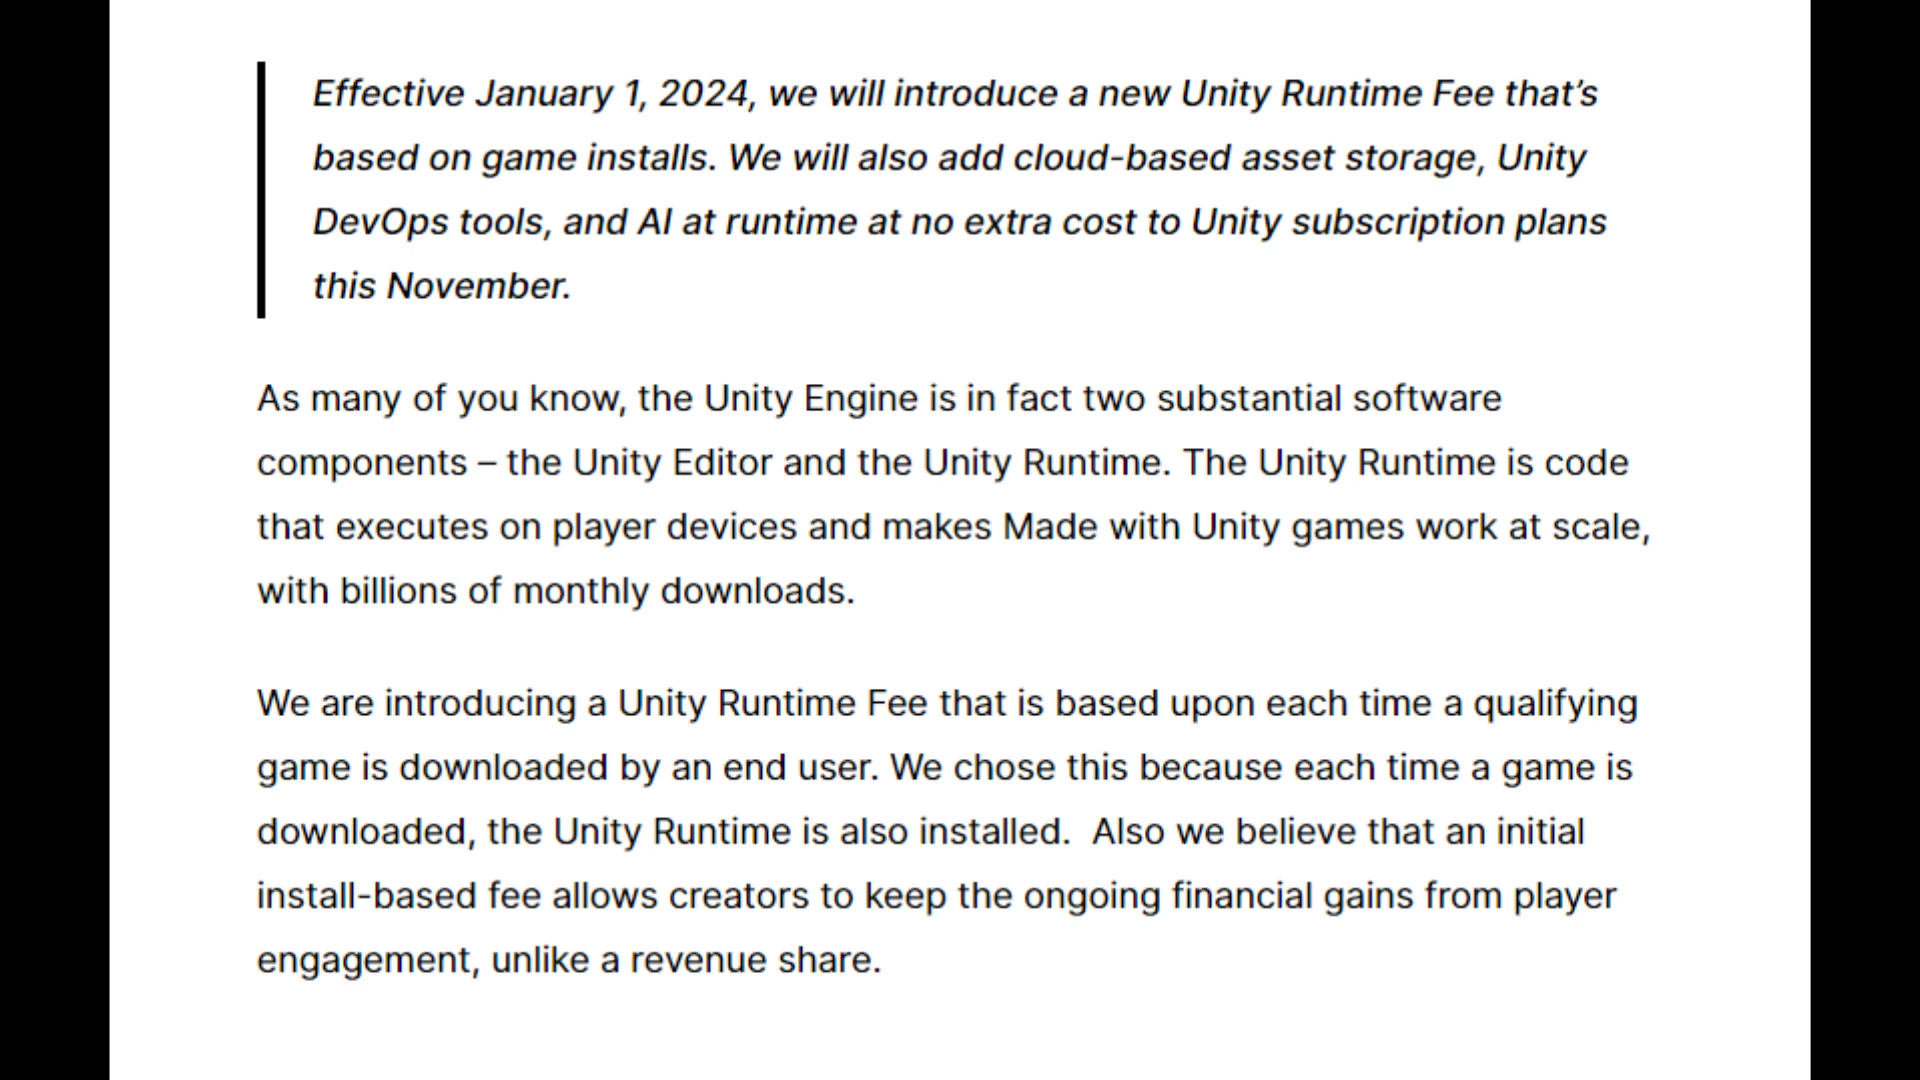 Effective January 1, 2024, we will introduce a new Unity Runtime Fee that’s
based on game installs. We will also add cloud-based asset storage, Unity
DevOps tools, and AI at runtime at no extra cost to Unity subscription plans
this November.
As many of you know, the Unity Engine is in fact two substantial software
components – the Unity Editor and the Unity Runtime. The Unity Runtime is code
that executes on player devices and makes Made with Unity games work at scale,
with billions of monthly downloads.
We are introducing a Unity Runtime Fee that is based upon each time a qualifying
game is downloaded by an end user. We chose this because each time a game is
downloaded, the Unity Runtime is also installed.  Also we believe that an initial
install-based fee allows creators to keep the ongoing financial gains from player
engagement, unlike a revenue share.